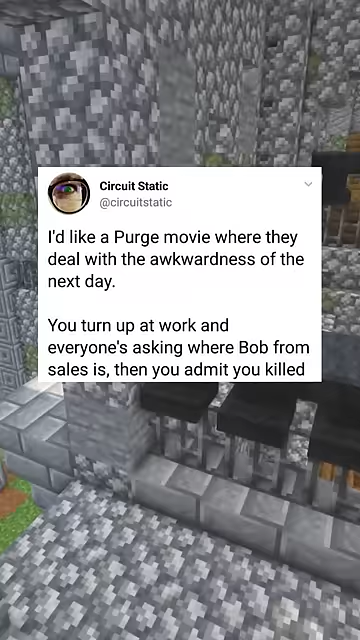 Circuit Static
@circuitstatic
I'd like a Purge movie where they
deal with the awkwardness of the
next day.
You turn up at work and
everyone's asking where Bob from
sales is, then you admit you killed